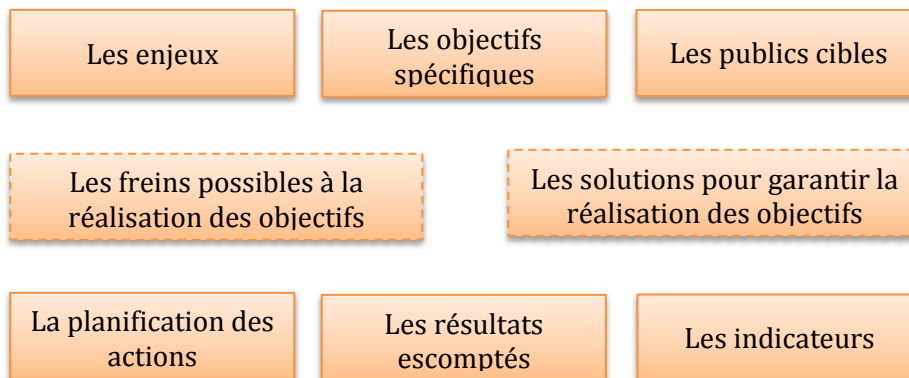 Les enjeux
Les objectifs
spécifiques
Les publics cibles
Les freins possibles à la
réalisation des objectifs
Les solutions pour garantir la
réalisation des objectifs
La planification des
actions
Les résultats
escomptés
Les indicateurs